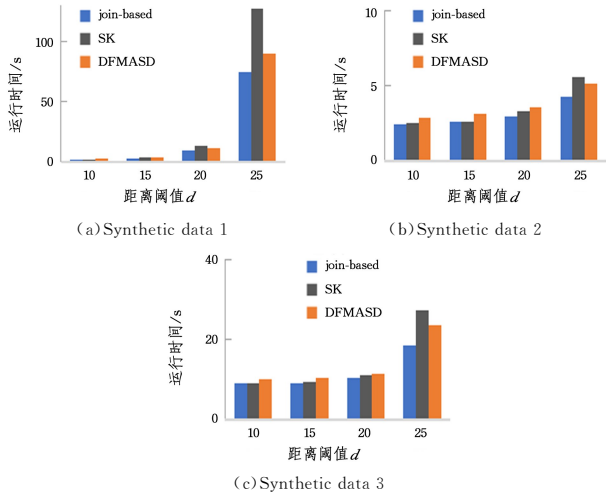 join-based
SK
DFMASD
运行时间/s
100
50
0
10 15 20 25
距离阈值d
(a)Synthetic data 1
join-based
SK
DFMASD
运行时间/s
10
5
0
10 15 20 25
距离阈值d
(b)Synthetic data 2
join-based
SK
DFMASD
运行时间/s
40
20
0
10 15 20 25
距离阈值d
(c)Synthetic data 3